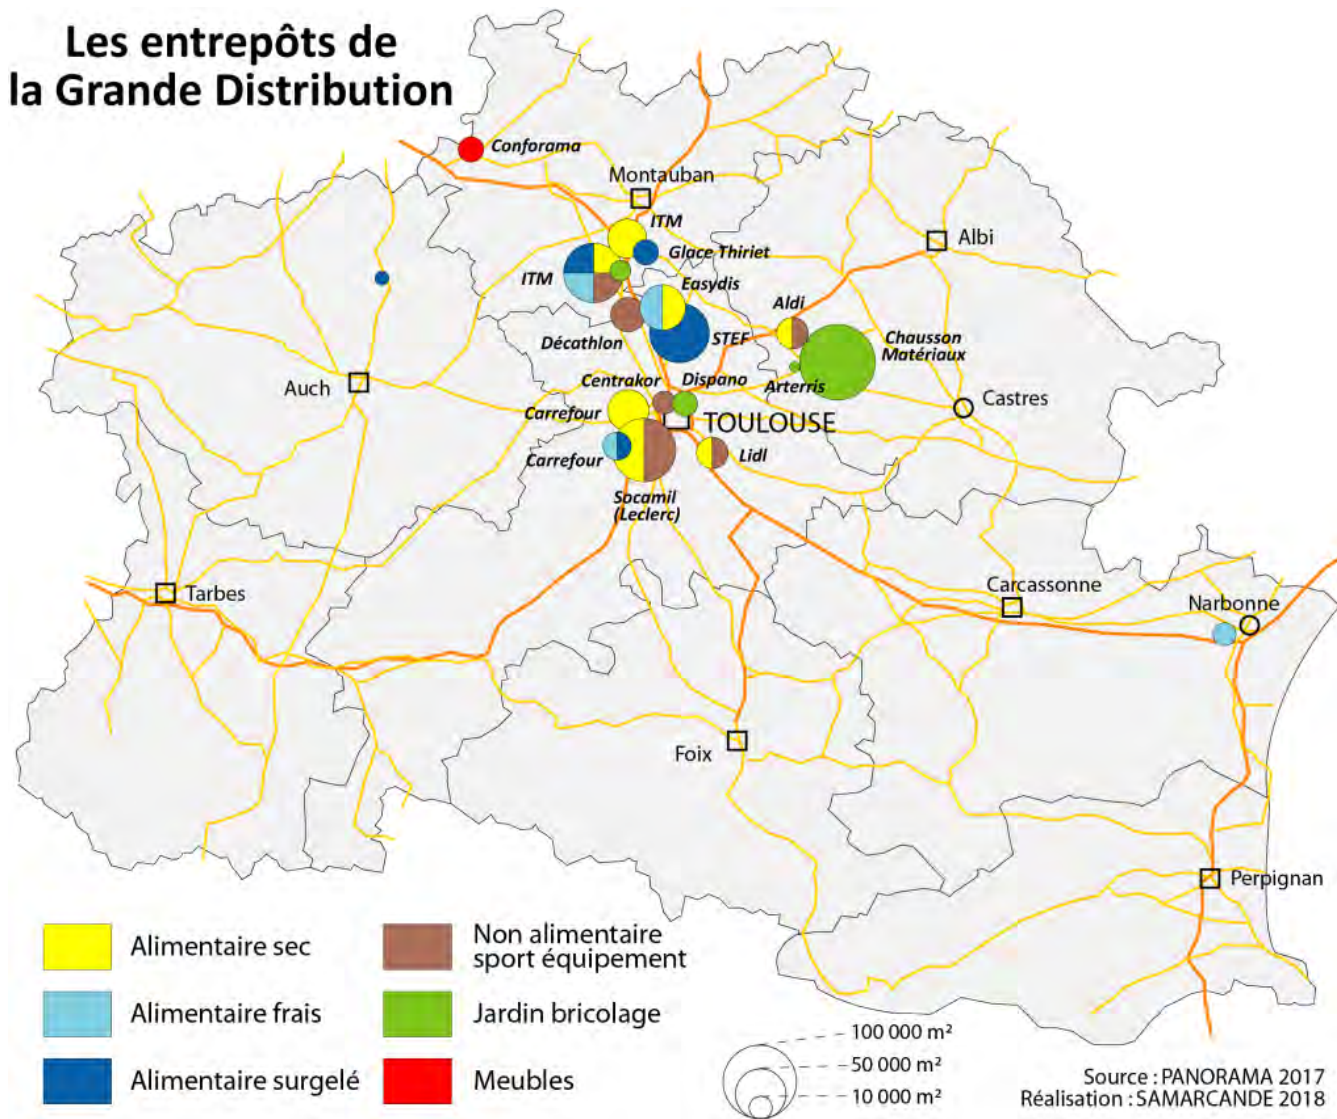 Les entrepôts de
la Grande Distribution
Conforama
Montauban
ITM
Glace Thiriet
Albi
ITM
Easydis
Aldi
Décathlon
STEF
Chausson
Matériaux
Auch
Centrakor
Dispano
Arterris
Castres
Carrefour
TOULOUSE
Carrefour
Lidl
Socamil
(Leclerc)
Tarbes
Carcassonne
Narbonne
Foix
Perpignan
Alimentaire sec
Non alimentaire
sport équipement
Alimentaire frais
Jardin bricolage
Alimentaire surgelé
Meubles
100 000 m²
50 000 m²
10 000 m²
Source : PANORAMA 2017
Réalisation : SAMARCANDE 2018